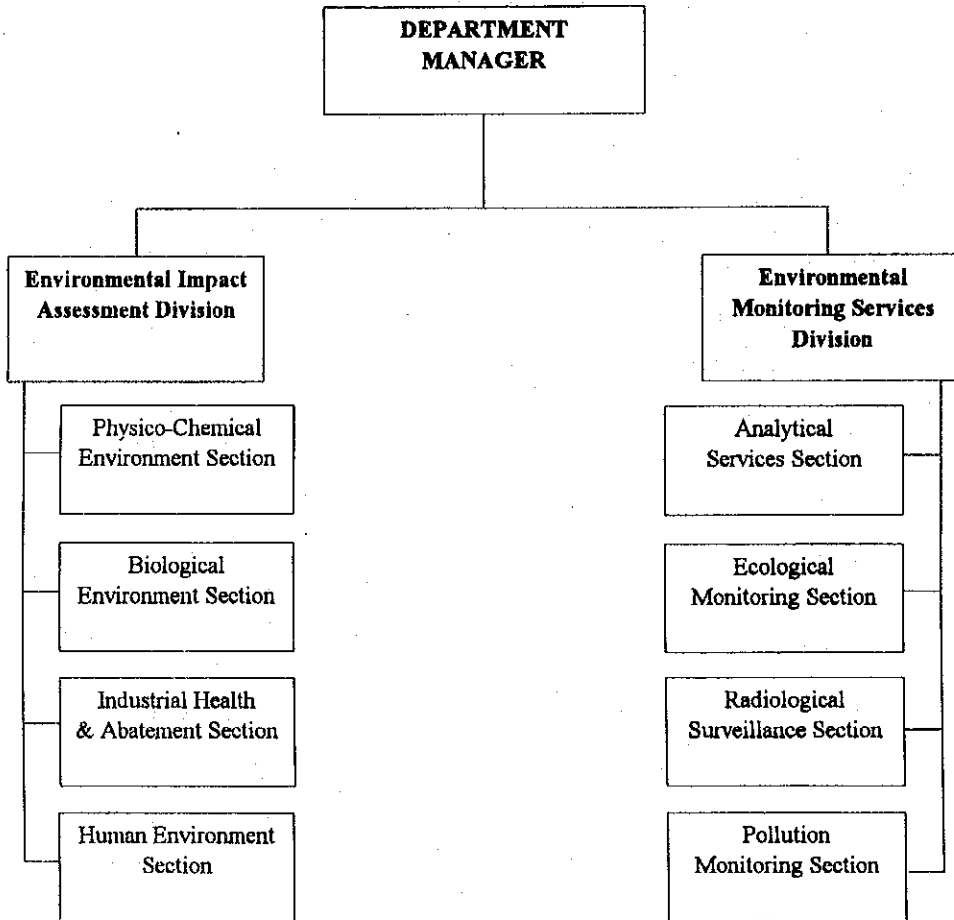 DEPARTMENT
MANAGER
Environmental Impact
Assessment Division
Physico-Chemical
Environment Section
Biological
Environment Section
Industrial Health
& Abatement Section
Human Environment
Section
Environmental
Monitoring Services
Division
Analytical
Services Section
Ecological
Monitoring Section
Radiological
Surveillance Section
Pollution
Monitoring Section